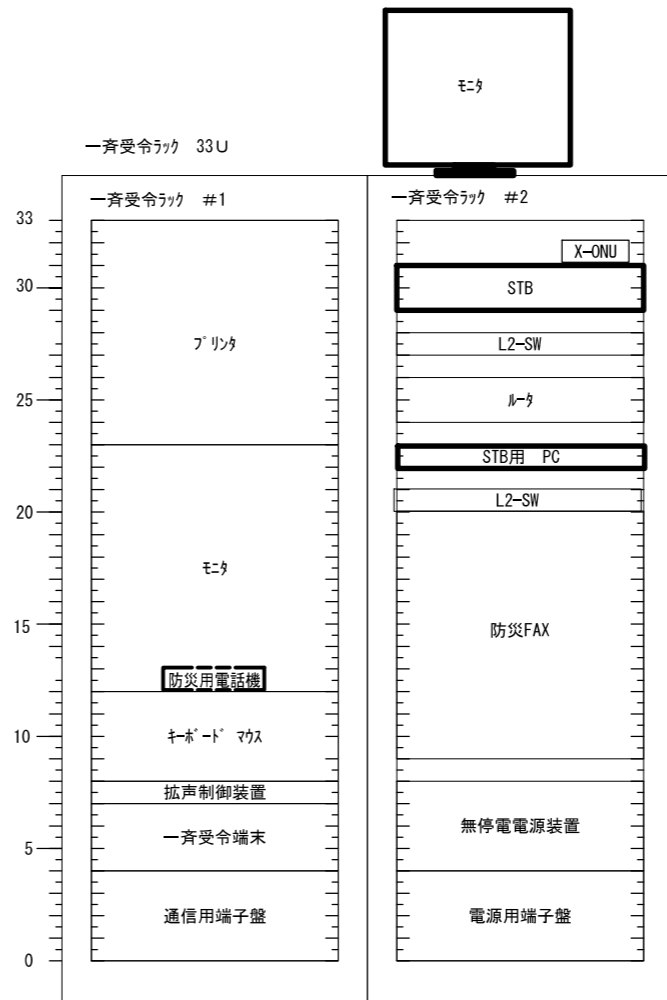 モニタ
一斉受令ラック 33U
一斉受令ラック #1
一斉受令ラック #2
33
30
25
20
15
10
5
0
プリンタ
モニタ
防災用電話機
キーボード マウス
拡声制御装置
一斉受令端末
通信用端子盤
X-ONU
STB
L2-SW
ルータ
STB用 PC
L2-SW
防災FAX
無停電電源装置
電源用端子盤